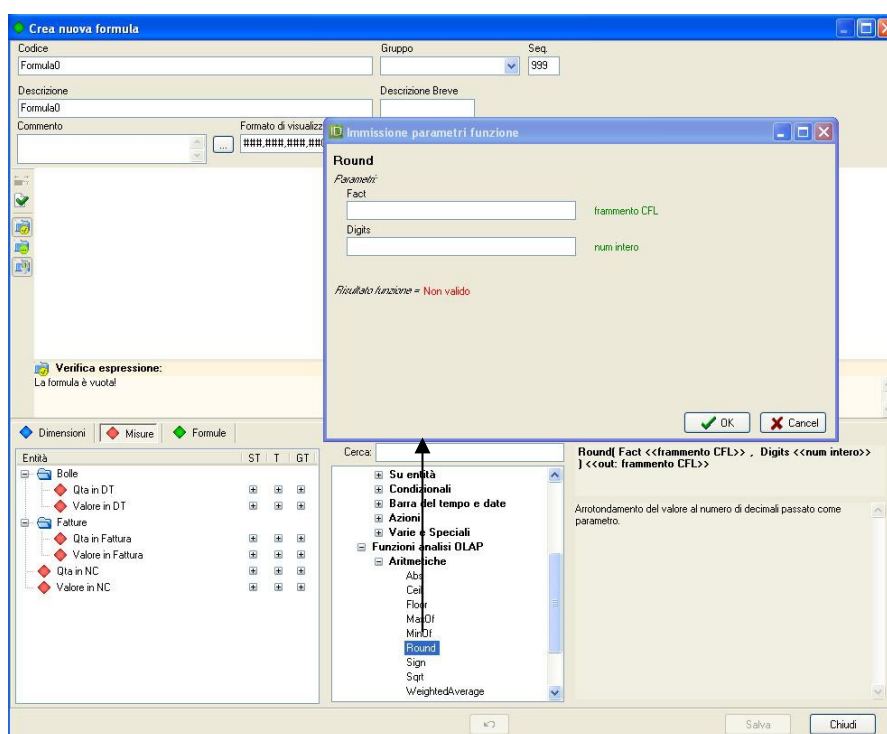 Crea nuova formula
Codice
Gruppo
Seq.
Formula0
999
Descrizione
Descrizione Breve
Formula0
Commento
Formato di visualizz
...
###,###,###,##0
Immissione parametri funzione
Round
Parametri:
Fact
frammento CFL
Digits
num intero
Risultato funzione = Non valido
OK
Cancel
Verifica espressione:
La formula è vuota!
Dimensioni
Misure
Formule
Entità
ST
T
GT
Bolle
Qta in DT
Valore in DT
Fatture
Qta in Fattura
Valore in Fattura
Qta in NC
Valore in NC
Cerca:
Su entità
Condizionali
Barra del tempo e date
Azioni
Varie e Speciali
Funzioni analisi OLAP
Aritmetiche
Abs
Ceil
Floor
MaxOf
MinOf
Round
Sign
Sqrt
WeightedAverage
Round( Fact <<frammento CFL>> , Digits <<num intero>>
) <<out: frammento CFL>>
Arrotondamento del valore al numero di decimali passato come
parametro.
Salva
Chiudi